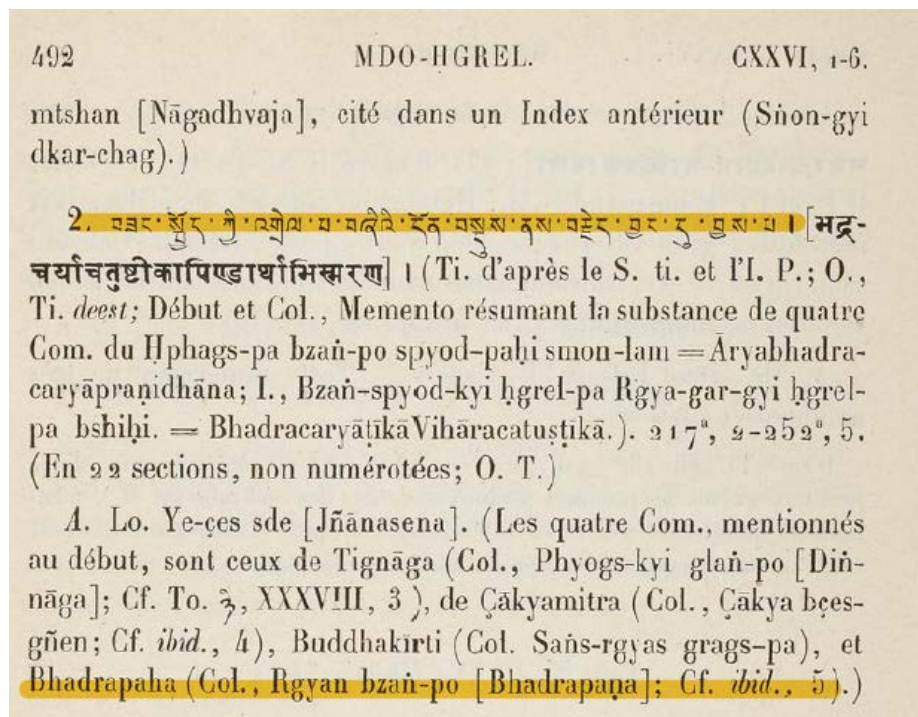 492 MDO-ḤGREL. CXXVI, 1-6.
mtshan [Nāgadhvaja], cité dans un Index antérieur (Sṅon-gyi
dkar-chag).)
2. བཟང་སྤྱོད་ཀྱི་འགྲེལ་པ་བཞིའི་དོན་བསྡུས་ནས་བརྗེད་བྱང་དུ་བྱས་པ། [भद्र-
चर्याचतुष्टीकापिण्डार्थाभिस्मरण] । (Ti. d'après le S. ti. et l'I. P.; O.,
Ti. deest; Début et Col., Memento résumant la substance de quatre
Com. du Ḥphags-pa bzaṅ-po spyod-paḥi smon-lam = Āryabhadra-
caryāpraṇidhāna; I., Bzaṅ-spyod-kyi ḥgrel-pa Rgya-gar-gyi ḥgrel-
pa bshiḥi. = Bhadracaryāṭīkā Vihāracatuṣṭīkā.). 217ª, 2-252ª, 5.
(En 22 sections, non numérotées; O. T.)
A. Lo. Ye-çes sde [Jñānasena]. (Les quatre Com., mentionnés
au début, sont ceux de Tignāga (Col., Phyogs-kyi glaṅ-po [Diṅ-
nāga]; Cf. To. ཉི, XXXVIII, 3), de Çākyamitra (Col., Çākya bçes-
gñen; Cf. ibid., 4), Buddhakīrti (Col. Saṅs-rgyas grags-pa), et
Bhadrapaha (Col., Rgyan bzaṅ-po [Bhadrapaṇa]; Cf. ibid., 5).)